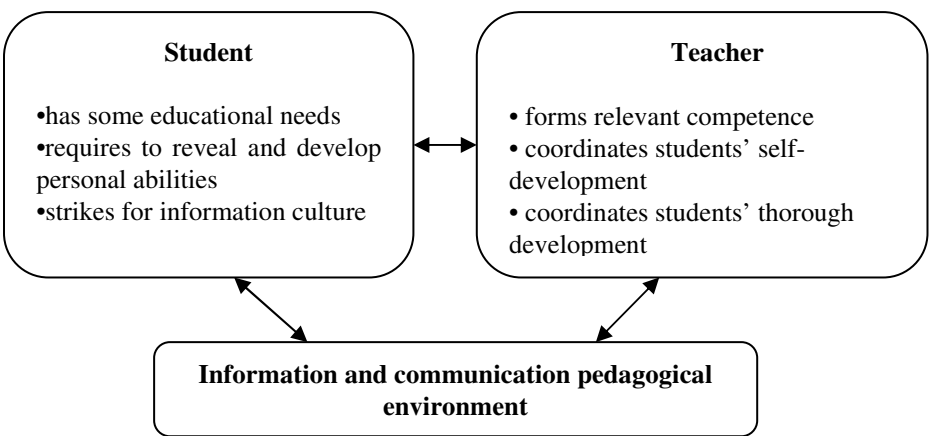 Student
•has some educational needs
•requires to reveal and develop
personal abilities
•strikes for information culture
Teacher
• forms relevant competence
• coordinates students’ self-
development
• coordinates students’ thorough
development
Information and communication pedagogical
environment